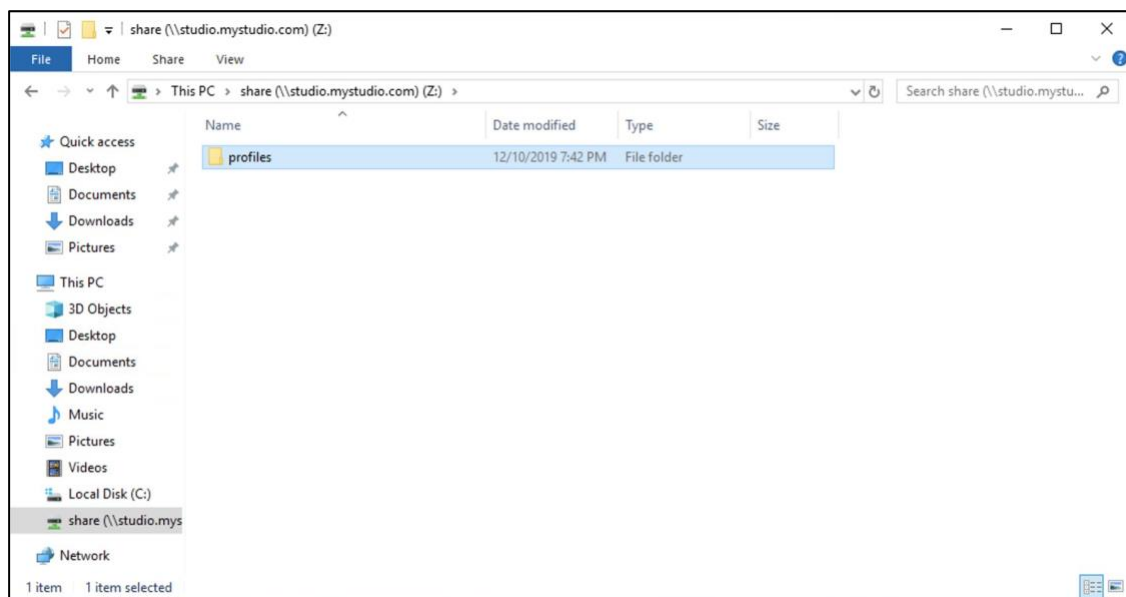 share (\\studio.mystudio.com) (Z:)
File Home Share View
This PC > share (\\studio.mystudio.com) (Z:) >
Search share (\\studio.mystu...
Name Date modified Type Size
profiles 12/10/2019 7:42 PM File folder
Quick access
Desktop
Documents
Downloads
Pictures
This PC
3D Objects
Desktop
Documents
Downloads
Music
Pictures
Videos
Local Disk (C:)
share (\\studio.mys
Network
1 item 1 item selected